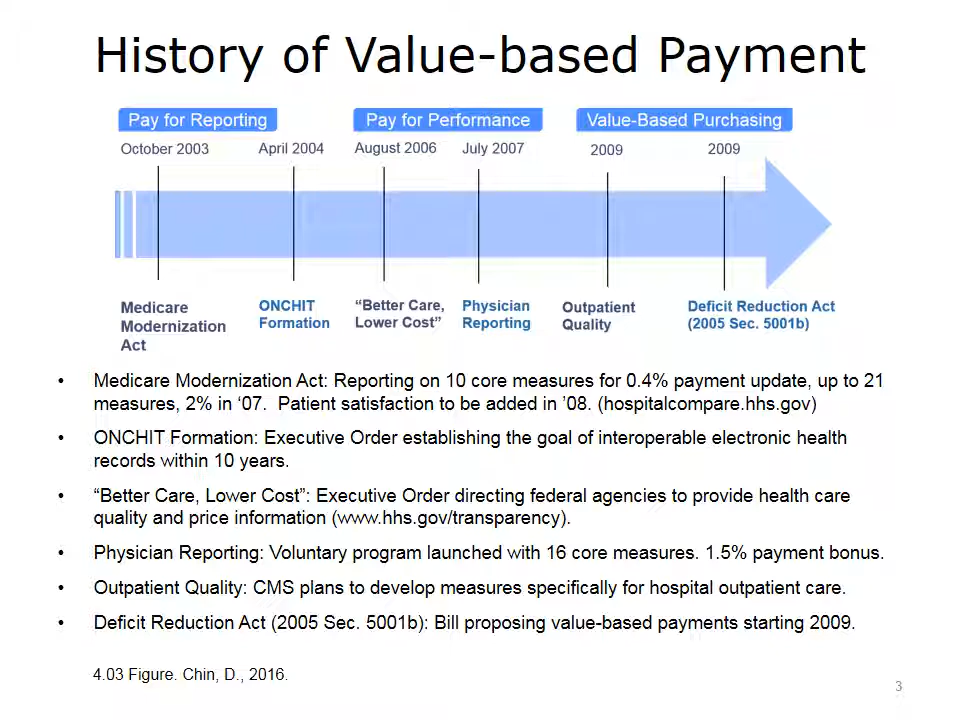 History of Value-based Payment
Pay for Reporting
Pay for Performance
Value-Based Purchasing
October 2003
April 2004
August 2006
July 2007
2009
2009
Medicare
Modernization
Act
ONCHIT
Formation
“Better Care,
Lower Cost”
Physician
Reporting
Outpatient
Quality
Deficit Reduction Act
(2005 Sec. 5001b)
• Medicare Modernization Act: Reporting on 10 core measures for 0.4% payment update, up to 21
measures, 2% in ‘07. Patient satisfaction to be added in ’08. (hospitalcompare.hhs.gov)
• ONCHIT Formation: Executive Order establishing the goal of interoperable electronic health
records within 10 years.
• “Better Care, Lower Cost”: Executive Order directing federal agencies to provide health care
quality and price information (www.hhs.gov/transparency).
• Physician Reporting: Voluntary program launched with 16 core measures. 1.5% payment bonus.
• Outpatient Quality: CMS plans to develop measures specifically for hospital outpatient care.
• Deficit Reduction Act (2005 Sec. 5001b): Bill proposing value-based payments starting 2009.
4.03 Figure. Chin, D., 2016.
3